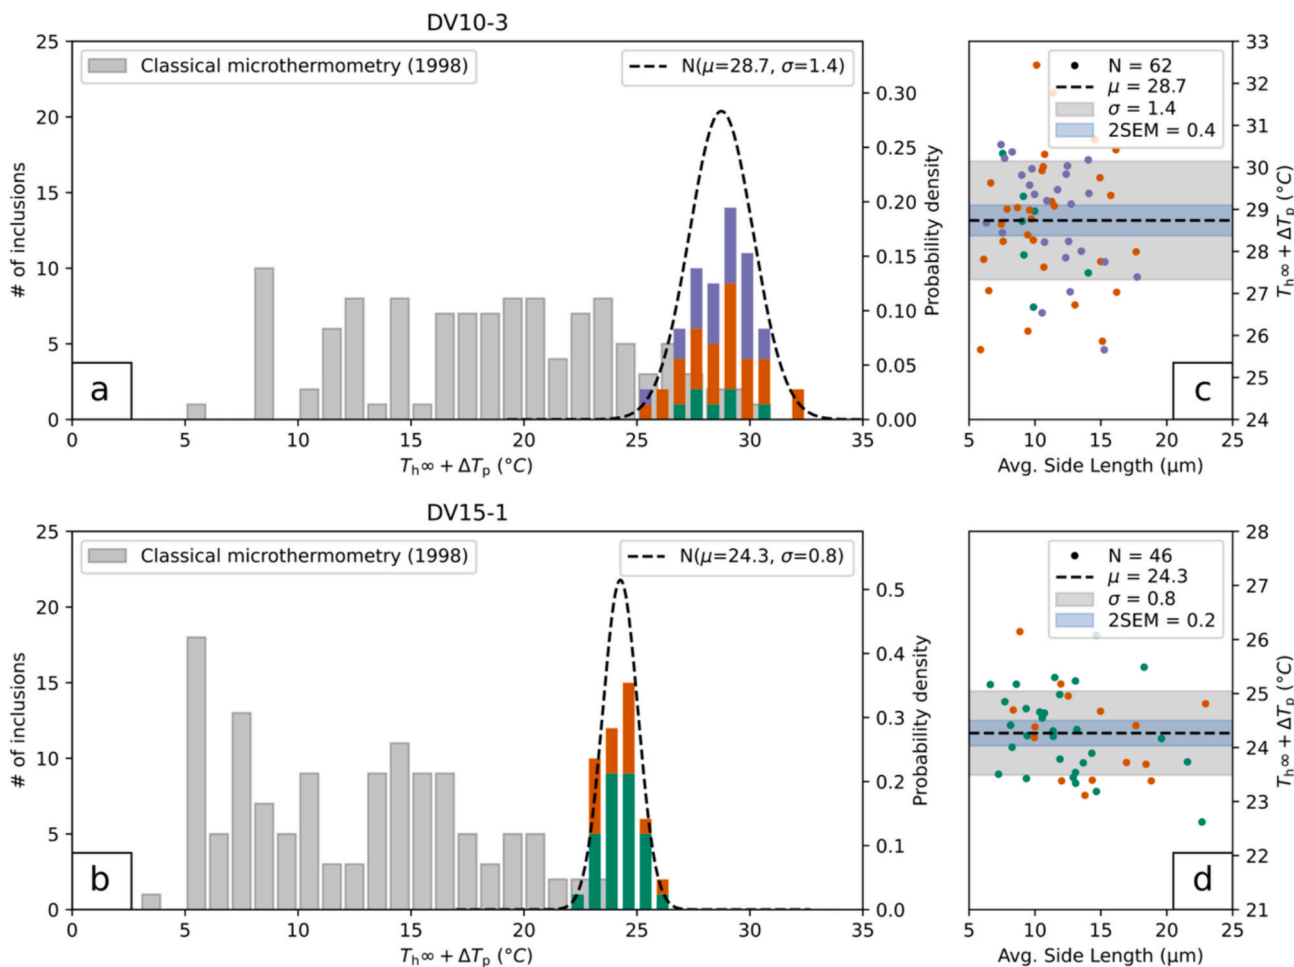 DV10-3
Classical microthermometry (1998)
N(μ=28.7, σ=1.4)
# of inclusions
25
20
15
10
5
0
0 5 10 15 20 25 30 35
Tₕ∞ + ΔTₚ (°C)
0.30
0.25
0.20
0.15
0.10
0.05
0.00
Probability density
a
N = 62
μ = 28.7
σ = 1.4
2SEM = 0.4
33
32
31
30
29
28
27
26
25
24
Tₕ∞ + ΔTₚ (°C)
5 10 15 20 25
Avg. Side Length (μm)
c
DV15-1
Classical microthermometry (1998)
N(μ=24.3, σ=0.8)
# of inclusions
25
20
15
10
5
0
0 5 10 15 20 25 30 35
Tₕ∞ + ΔTₚ (°C)
0.5
0.4
0.3
0.2
0.1
0.0
Probability density
b
N = 46
μ = 24.3
σ = 0.8
2SEM = 0.2
28
27
26
25
24
23
22
21
Tₕ∞ + ΔTₚ (°C)
5 10 15 20 25
Avg. Side Length (μm)
d